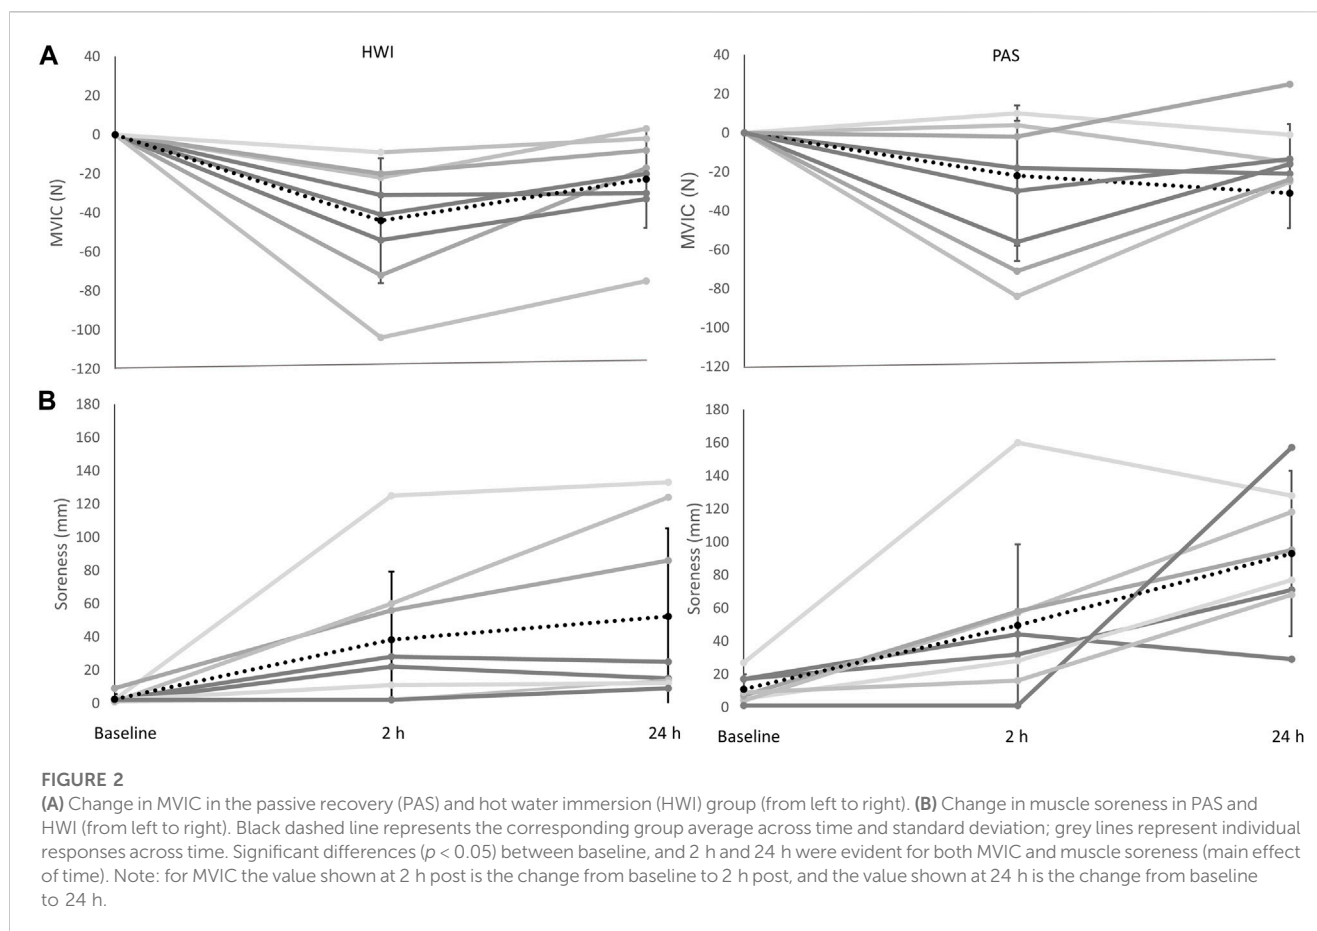 A
HWI
PAS
MVIC (N)
40
20
0
-20
-40
-60
-80
-100
-120
MVIC (N)
40
20
0
-20
-40
-60
-80
-100
-120
B
Soreness (mm)
180
160
140
120
100
80
60
40
20
0
Baseline
2 h
24 h
Soreness (mm)
180
160
140
120
100
80
60
40
20
0
Baseline
2 h
24 h
FIGURE 2
(A) Change in MVIC in the passive recovery (PAS) and hot water immersion (HWI) group (from left to right). (B) Change in muscle soreness in PAS and
HWI (from left to right). Black dashed line represents the corresponding group average across time and standard deviation; grey lines represent individual
responses across time. Significant differences (p < 0.05) between baseline, and 2 h and 24 h were evident for both MVIC and muscle soreness (main effect
of time). Note: for MVIC the value shown at 2 h post is the change from baseline to 2 h post, and the value shown at 24 h is the change from baseline
to 24 h.